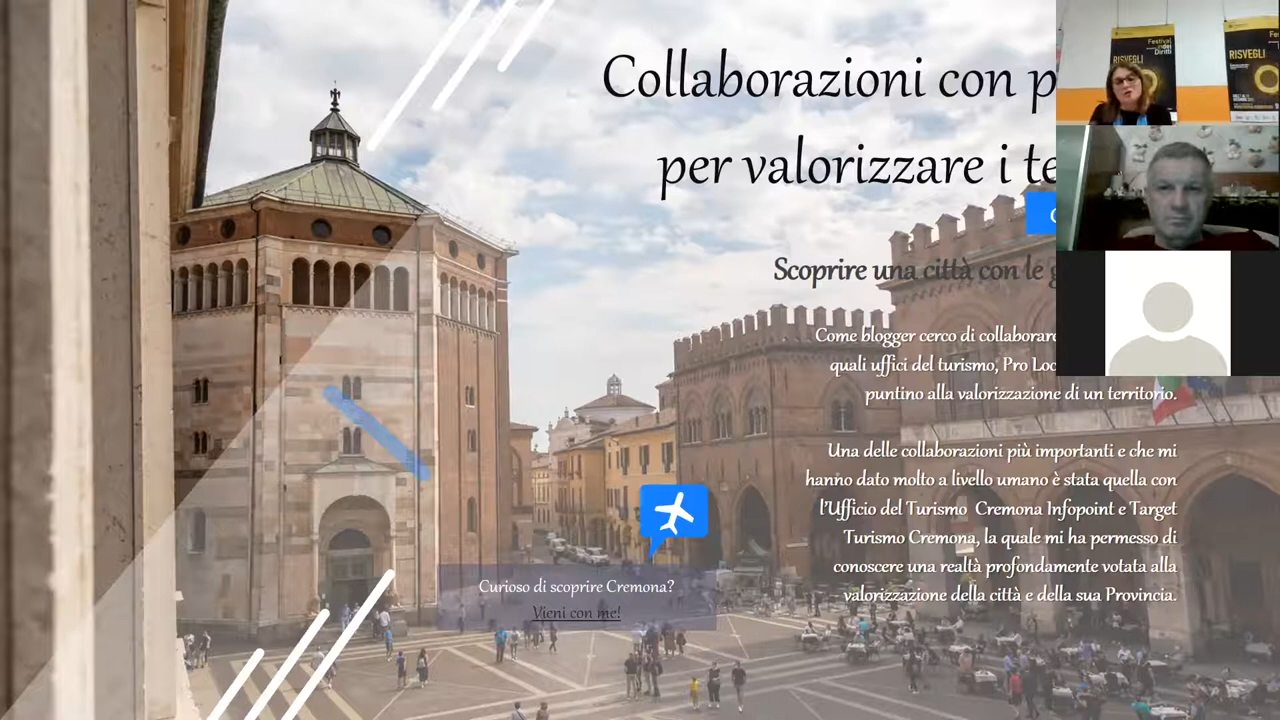 Collaborazioni con p
per valorizzare i te
Scoprire una città con le g
Come blogger cerco di collaborare
quali uffici del turismo, Pro Loc
puntino alla valorizzazione di un territorio.
Una delle collaborazioni più importanti e che mi
hanno dato molto a livello umano è stata quella con
l'Ufficio del Turismo Cremona Infopoint e Target
Turismo Cremona, la quale mi ha permesso di
conoscere una realtà profondamente votata alla
valorizzazione della città e della sua Provincia.
Curioso di scoprire Cremona?
Vieni con me!
Festival
dei
Diritti
RISVEGLI
RISVEGLI